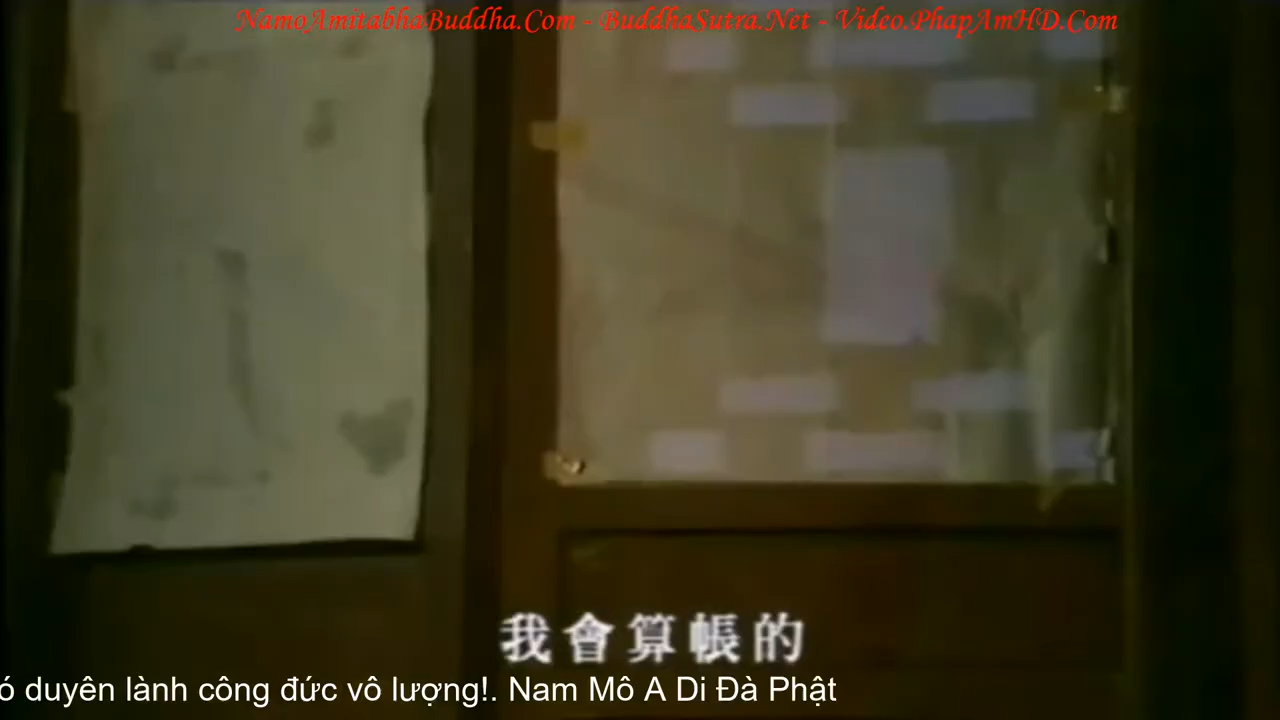 NamoAmitabhaBuddha.Com - BuddhaSutra.Net - Video.PhapAmHD.Com
我會算帳的
ó duyên lành công đức vô lượng!. Nam Mô A Di Đà Phật